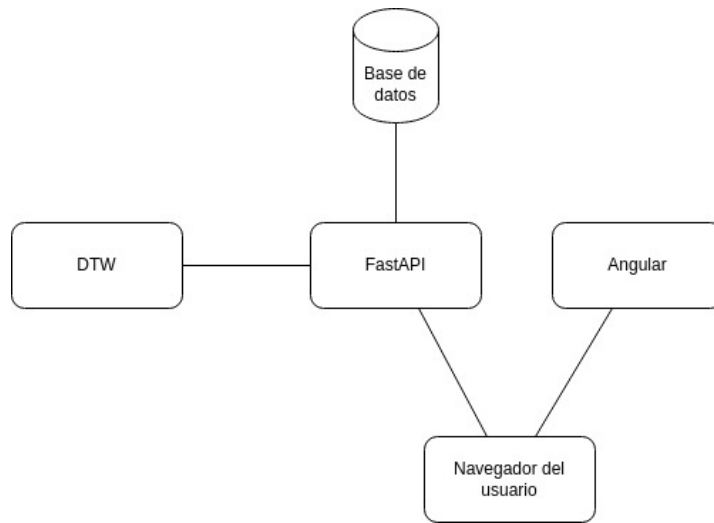 Base de
datos
DTW
FastAPI
Angular
Navegador del
usuario